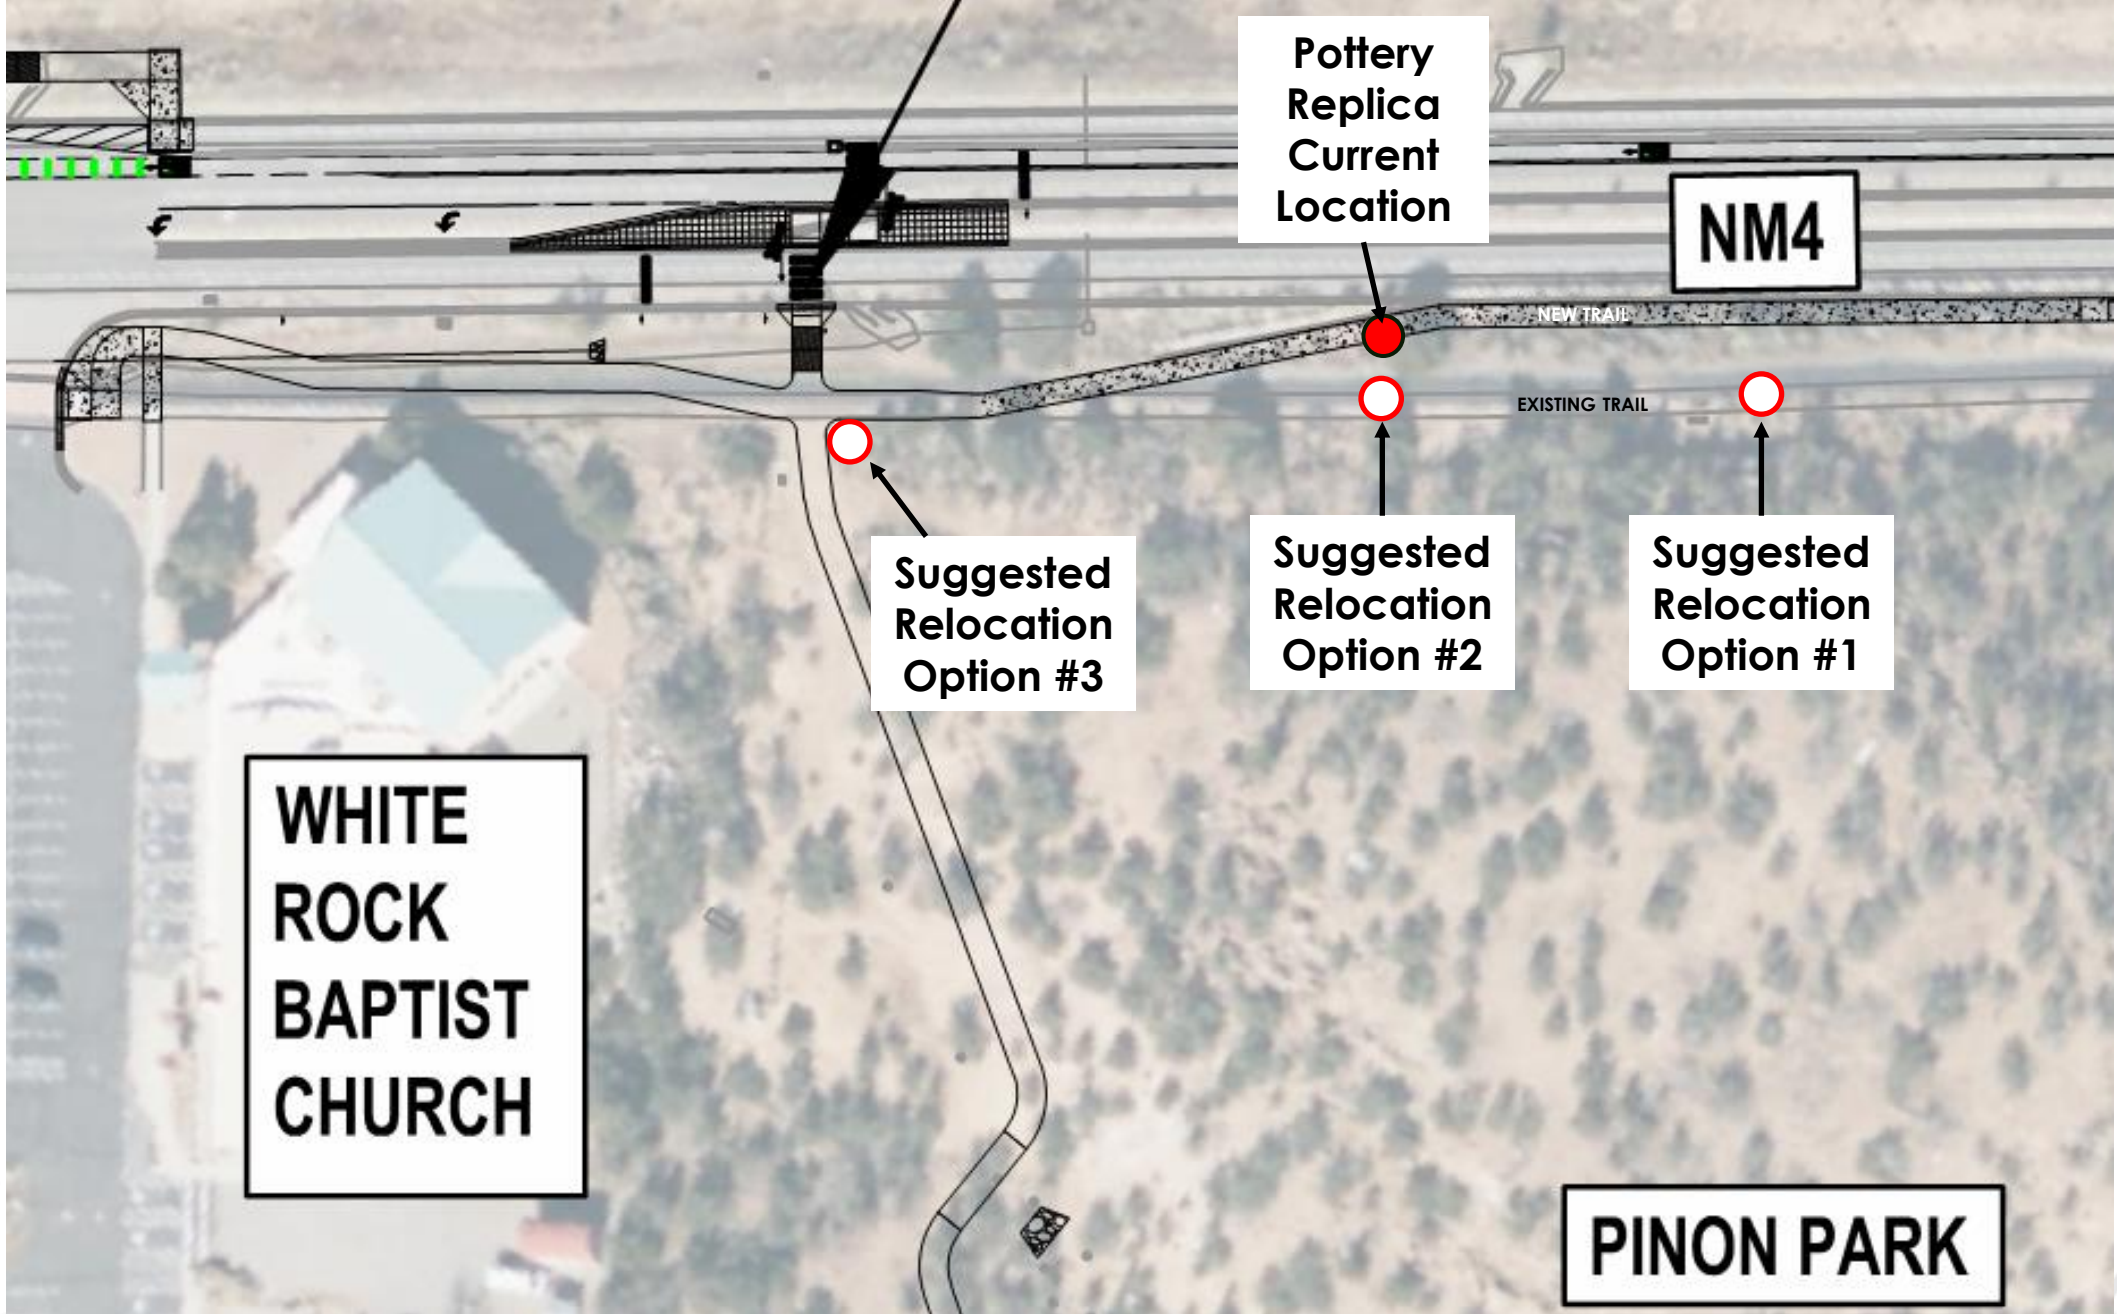 Pottery
Replica
Current
Location
NM4
NEW TRAIL
EXISTING TRAIL
Suggested
Relocation
Option #3
Suggested
Relocation
Option #2
Suggested
Relocation
Option #1
WHITE
ROCK
BAPTIST
CHURCH
PINON PARK